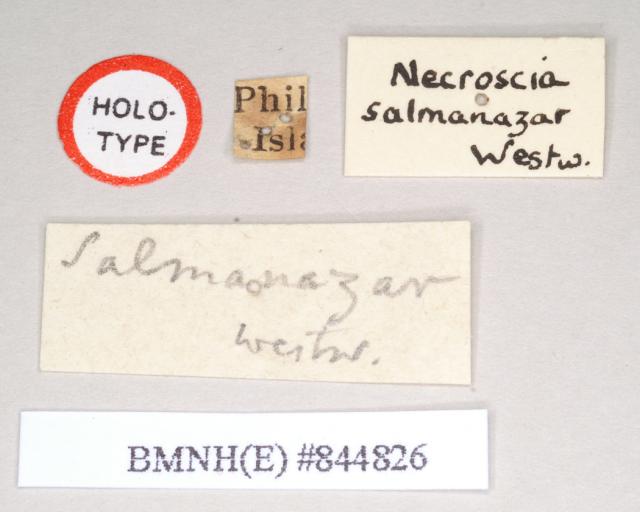 HOLO-
TYPE
Phil
Isla
Necroscia
salmanazar
Westw.
Salmanazar
Westw.
BMNH(E) #844826